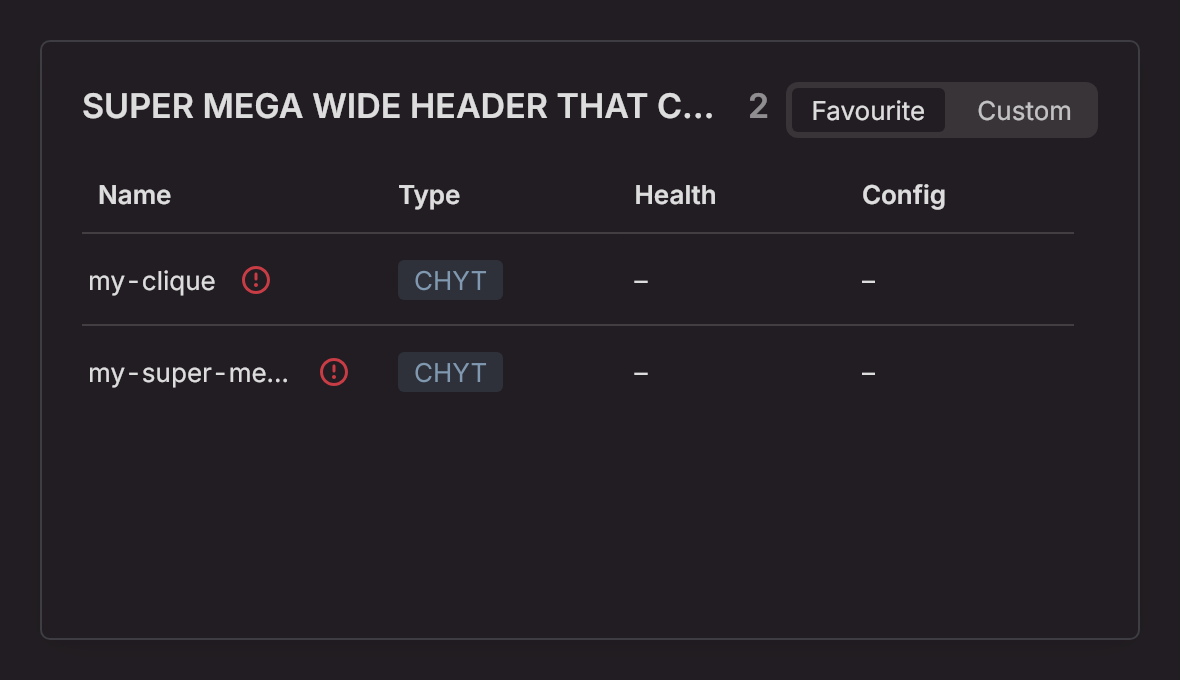 SUPER MEGA WIDE HEADER THAT C... 2 Favourite Custom
Name Type Health Config
my-clique CHYT – –
my-super-me... CHYT – –